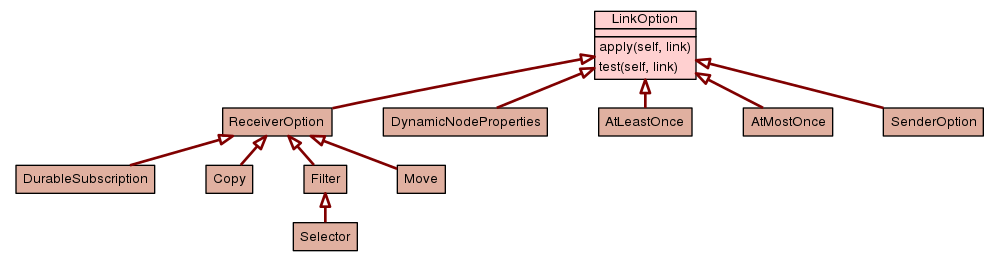 LinkOption
apply(self, link)
test(self, link)
ReceiverOption
DynamicNodeProperties
AtLeastOnce
AtMostOnce
SenderOption
DurableSubscription
Copy
Filter
Move
Selector